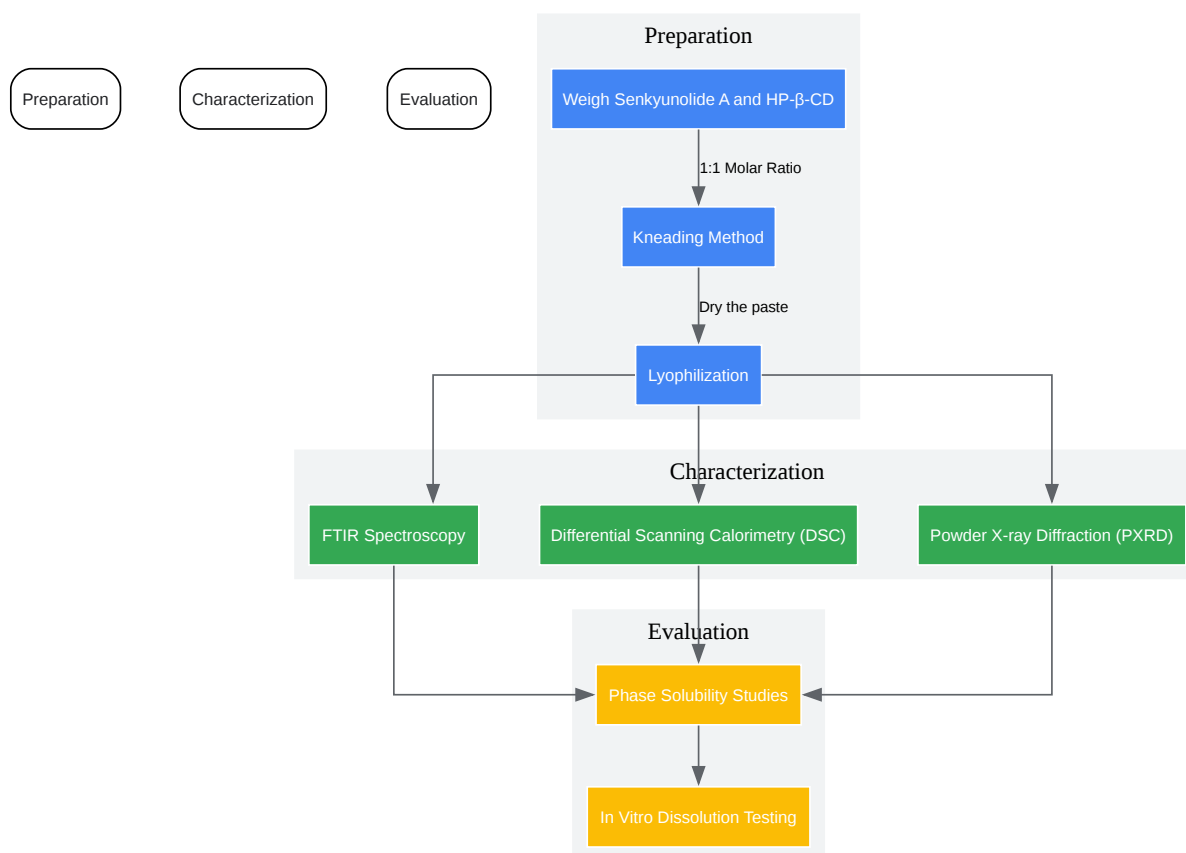 Preparation
Preparation
Characterization
Evaluation
Weigh Senkyunolide A and HP-β-CD
1:1 Molar Ratio
Kneading Method
Dry the paste
Lyophilization
Characterization
FTIR Spectroscopy
Differential Scanning Calorimetry (DSC)
Powder X-ray Diffraction (PXRD)
Evaluation
Phase Solubility Studies
In Vitro Dissolution Testing